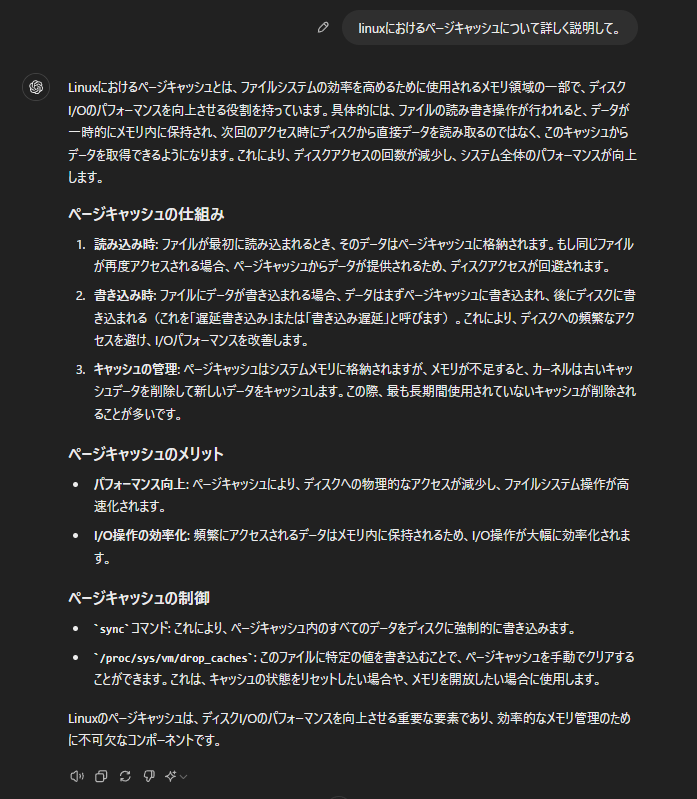 linuxにおけるページキャッシュについて詳しく説明して。
Linuxにおけるページキャッシュとは、ファイルシステムの効率を高めるために使用されるメモリ領域の一部で、ディスク
I/Oのパフォーマンスを向上させる役割を持っています。具体的には、ファイルの読み書き操作が行われると、データが
一時的にメモリ内に保持され、次回のアクセス時にディスクから直接データを読み取るのではなく、このキャッシュから
データを取得できるようになります。これにより、ディスクアクセスの回数が減少し、システム全体のパフォーマンスが向上
します。
ページキャッシュの仕組み
1. 読み込み時: ファイルが最初に読み込まれるとき、そのデータはページキャッシュに格納されます。もし同じファイル
が再度アクセスされる場合、ページキャッシュからデータが提供されるため、ディスクアクセスが回避されます。
2. 書き込み時: ファイルにデータが書き込まれる場合、データはまずページキャッシュに書き込まれ、後にディスクに書
き込まれる（これを「遅延書き込み」または「書き込み遅延」と呼びます）。これにより、ディスクへの頻繁なアク
セスを避け、I/Oパフォーマンスを改善します。
3. キャッシュの管理: ページキャッシュはシステムメモリに格納されますが、メモリが不足すると、カーネルは古いキャッ
シュデータを削除して新しいデータをキャッシュします。この際、最も長期間使用されていないキャッシュが削除され
ることが多いです。
ページキャッシュのメリット
• パフォーマンス向上: ページキャッシュにより、ディスクへの物理的なアクセスが減少し、ファイルシステム操作が高
速化されます。
• I/O操作の効率化: 頻繁にアクセスされるデータはメモリ内に保持されるため、I/O操作が大幅に効率化されま
す。
ページキャッシュの制御
• `sync`コマンド: これにより、ページキャッシュ内のすべてのデータをディスクに強制的に書き込みます。
• `/proc/sys/vm/drop_caches`: このファイルに特定の値を書き込むことで、ページキャッシュを手動でクリアする
ことができます。これは、キャッシュの状態をリセットしたい場合や、メモリを開放したい場合に使用します。
Linuxのページキャッシュは、ディスクI/Oのパフォーマンスを向上させる重要な要素であり、効率的なメモリ管理のため
に不可欠なコンポーネントです。